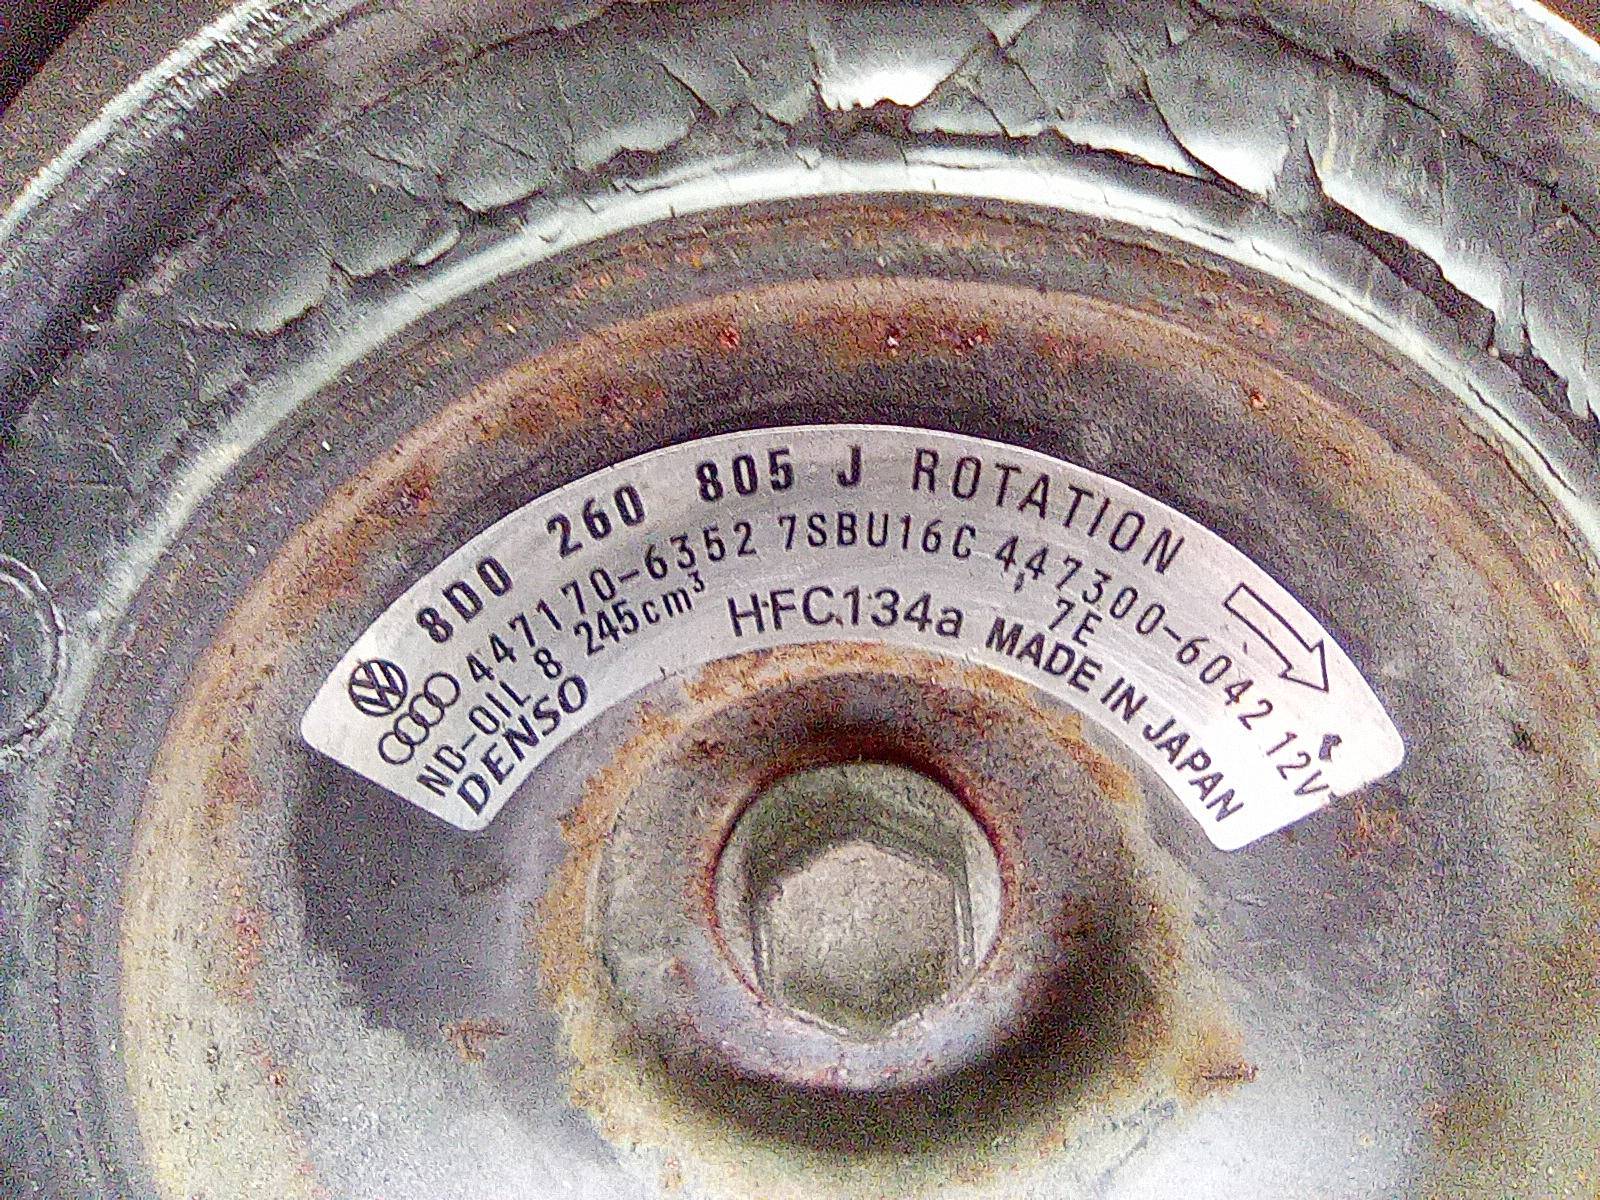 8D0 260 805 J ROTATION
447170-6352 7SBU16C 447300-6042 12V
ND-OIL 8 245cm³ HFC134a 7E
DENSO MADE IN JAPAN